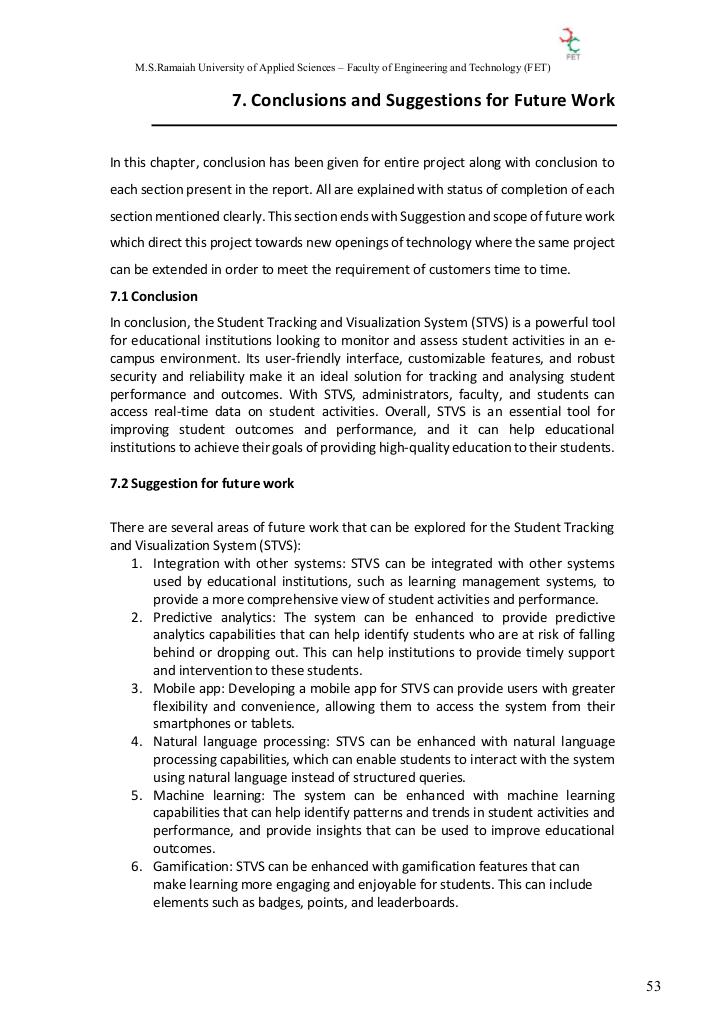 FET
M.S.Ramaiah University of Applied Sciences – Faculty of Engineering and Technology (FET)
7. Conclusions and Suggestions for Future Work
In this chapter, conclusion has been given for entire project along with conclusion to
each section present in the report. All are explained with status of completion of each
section mentioned clearly. This section ends with Suggestion and scope of future work
which direct this project towards new openings of technology where the same project
can be extended in order to meet the requirement of customers time to time.
7.1 Conclusion
In conclusion, the Student Tracking and Visualization System (STVS) is a powerful tool
for educational institutions looking to monitor and assess student activities in an e-
campus environment. Its user-friendly interface, customizable features, and robust
security and reliability make it an ideal solution for tracking and analysing student
performance and outcomes. With STVS, administrators, faculty, and students can
access real-time data on student activities. Overall, STVS is an essential tool for
improving student outcomes and performance, and it can help educational
institutions to achieve their goals of providing high-quality education to their students.
7.2 Suggestion for future work
There are several areas of future work that can be explored for the Student Tracking
and Visualization System (STVS):
1. Integration with other systems: STVS can be integrated with other systems
used by educational institutions, such as learning management systems, to
provide a more comprehensive view of student activities and performance.
2. Predictive analytics: The system can be enhanced to provide predictive
analytics capabilities that can help identify students who are at risk of falling
behind or dropping out. This can help institutions to provide timely support
and intervention to these students.
3. Mobile app: Developing a mobile app for STVS can provide users with greater
flexibility and convenience, allowing them to access the system from their
smartphones or tablets.
4. Natural language processing: STVS can be enhanced with natural language
processing capabilities, which can enable students to interact with the system
using natural language instead of structured queries.
5. Machine learning: The system can be enhanced with machine learning
capabilities that can help identify patterns and trends in student activities and
performance, and provide insights that can be used to improve educational
outcomes.
6. Gamification: STVS can be enhanced with gamification features that can
make learning more engaging and enjoyable for students. This can include
elements such as badges, points, and leaderboards.
53